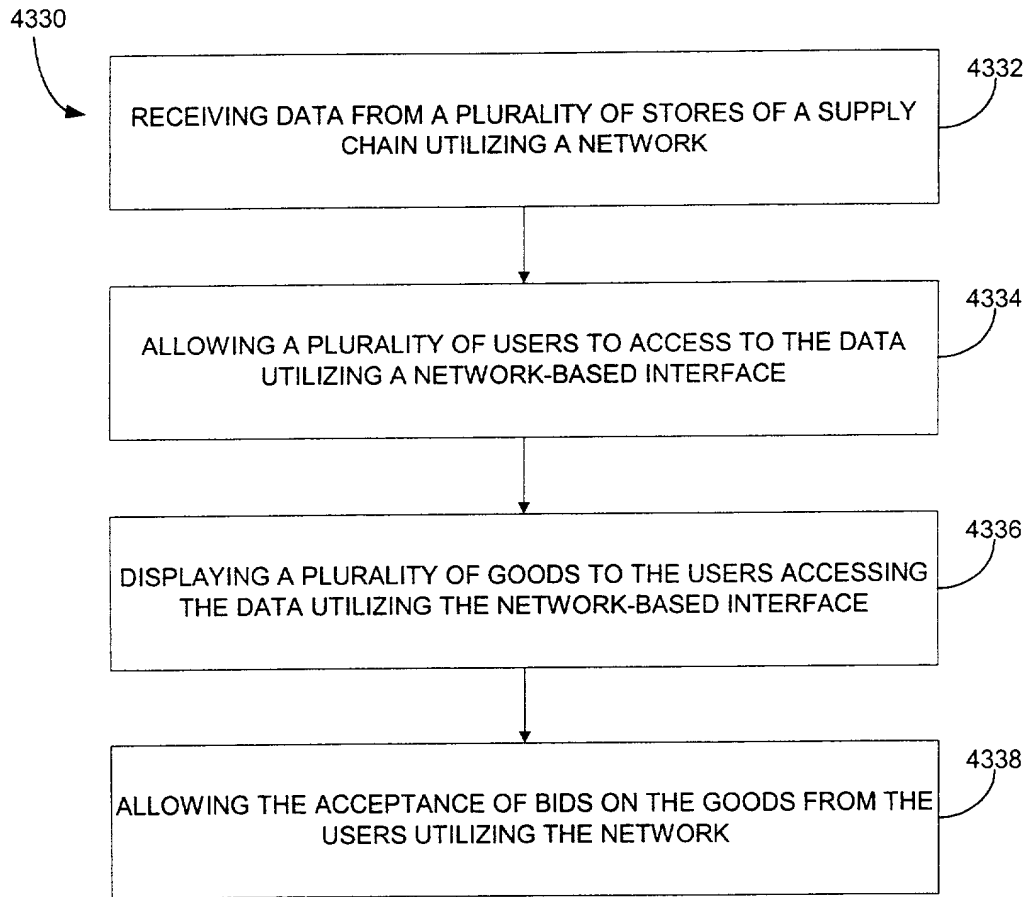 4330
4332
RECEIVING DATA FROM A PLURALITY OF STORES OF A SUPPLY
CHAIN UTILIZING A NETWORK
4334
ALLOWING A PLURALITY OF USERS TO ACCESS TO THE DATA
UTILIZING A NETWORK-BASED INTERFACE
4336
DISPLAYING A PLURALITY OF GOODS TO THE USERS ACCESSING
THE DATA UTILIZING THE NETWORK-BASED INTERFACE
4338
ALLOWING THE ACCEPTANCE OF BIDS ON THE GOODS FROM THE
USERS UTILIZING THE NETWORK